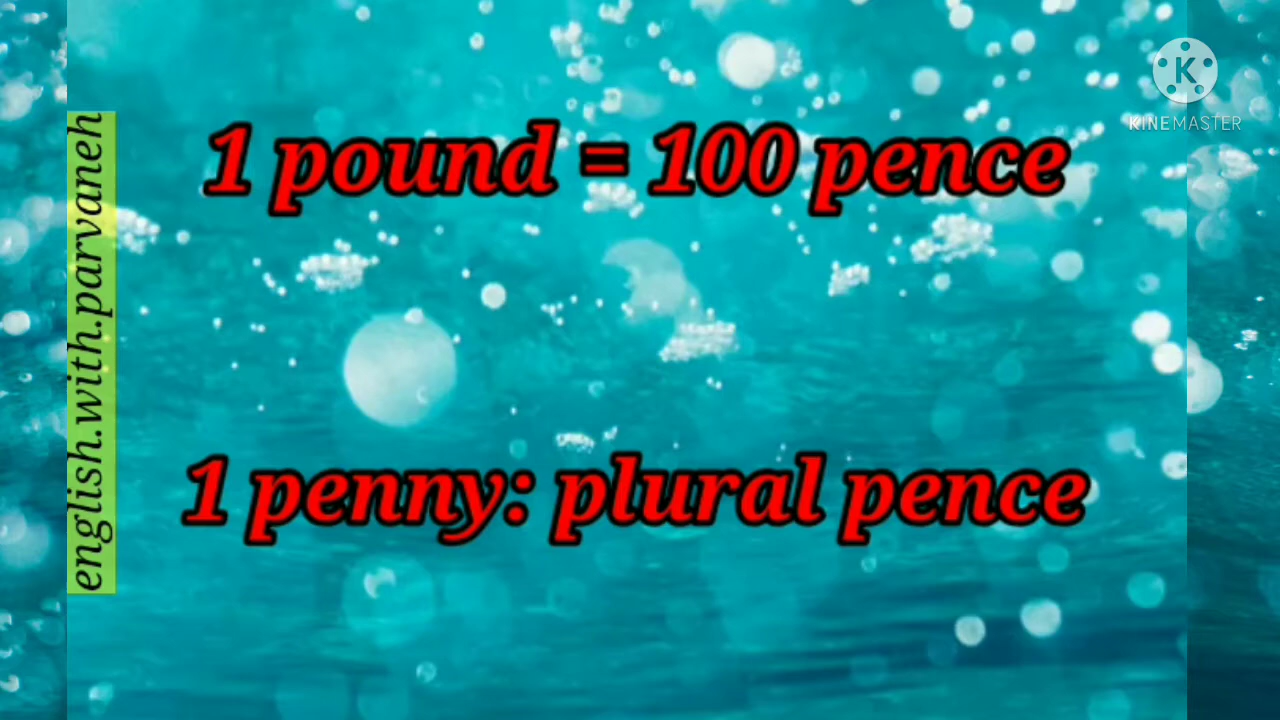 1 pound = 100 pence
1 penny: plural pence
english.with.parvaneh
K
KINEMASTER